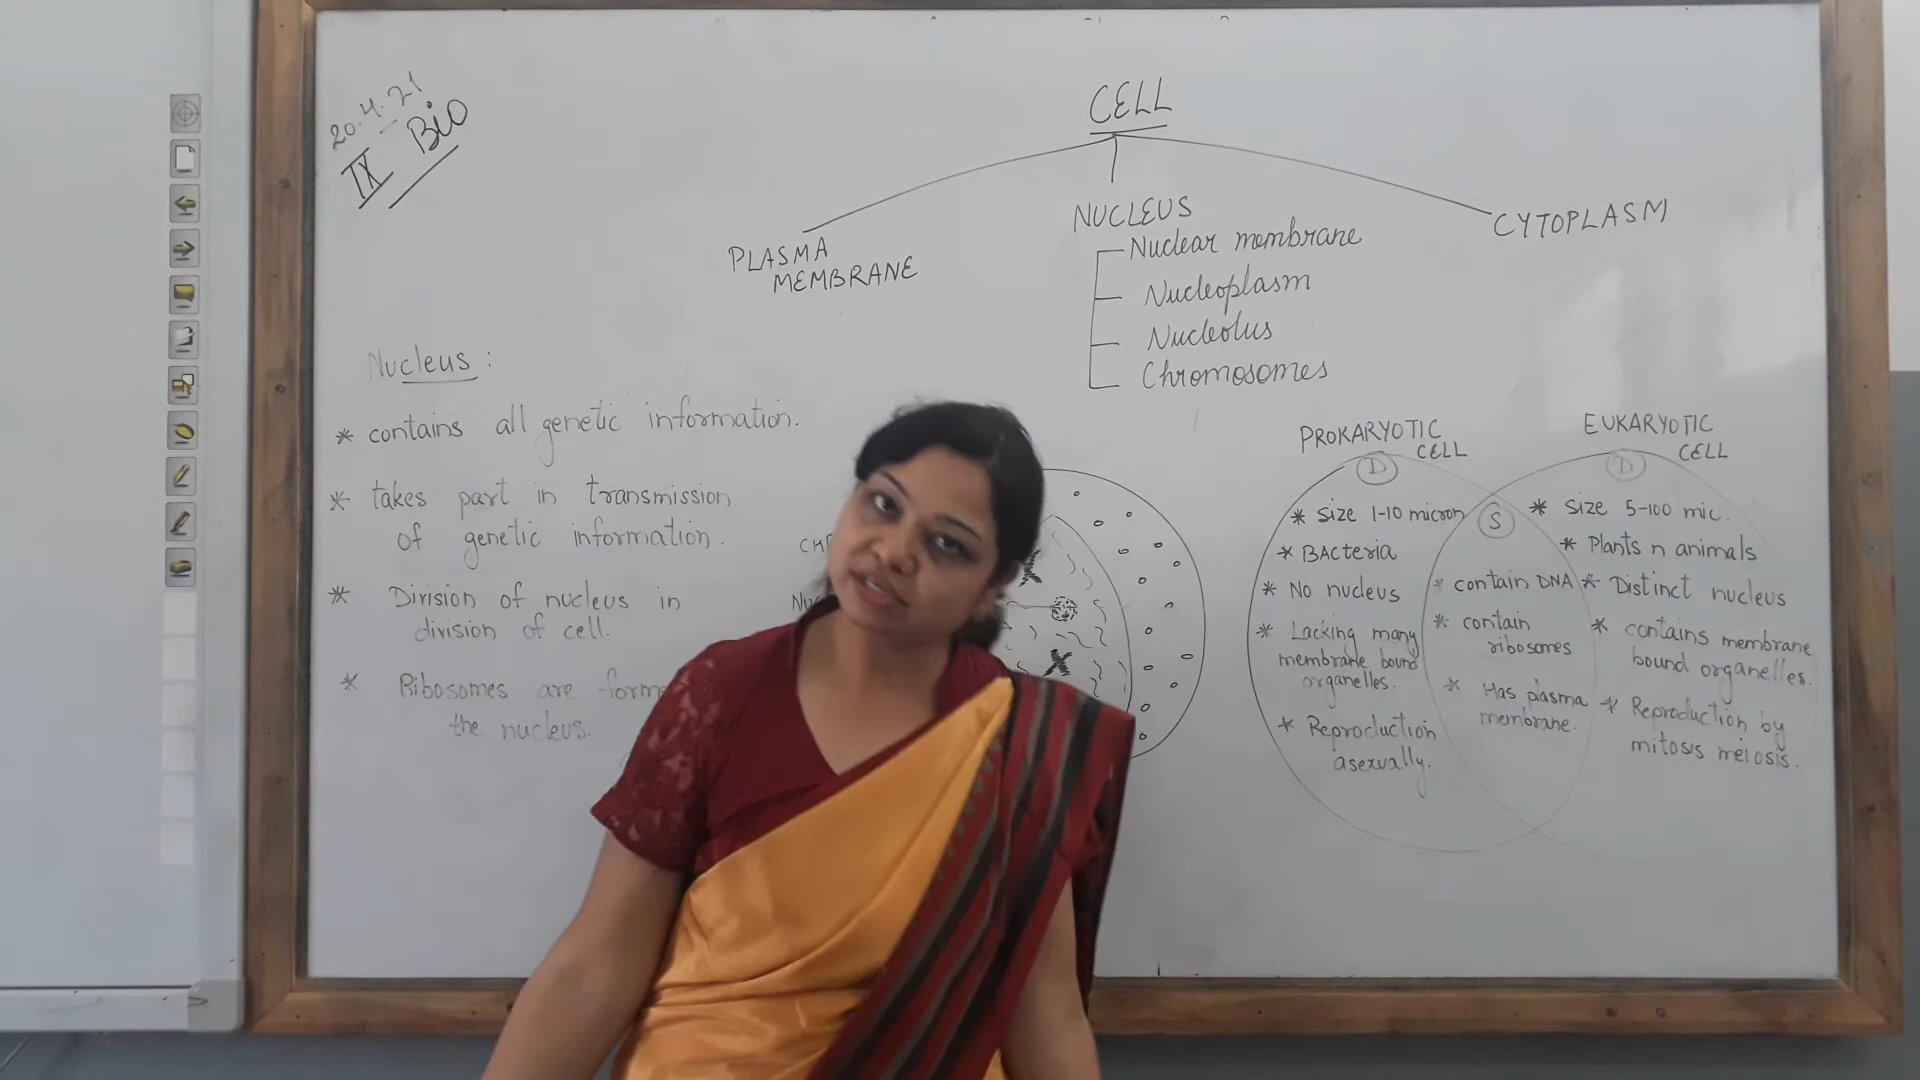 20.4.21
IX Bio
CELL
PLASMA
MEMBRANE
NUCLEUS
Nuclear membrane
Nucleoplasm
Nucleolus
Chromosomes
CYTOPLASM
Nucleus :
* contains all genetic information.
* takes part in transmission
of genetic information.
* Division of nucleus in
division of cell.
* Ribosomes are
the nucleus.
PROKARYOTIC
CELL
D
* Size 1-10 micron
* BActeria
* No nucleus
* Lacking many
membrane bound
organelles.
* Reproduction
asexually.
S
* contain DNA
* contain
ribosomes
* Has plasma
membrane.
EUKARYOTIC
CELL
D
* Size 5-100 mic.
* Plants n animals
* Distinct nucleus
* contains membrane
bound organelles.
* Reproduction by
mitosis meiosis.